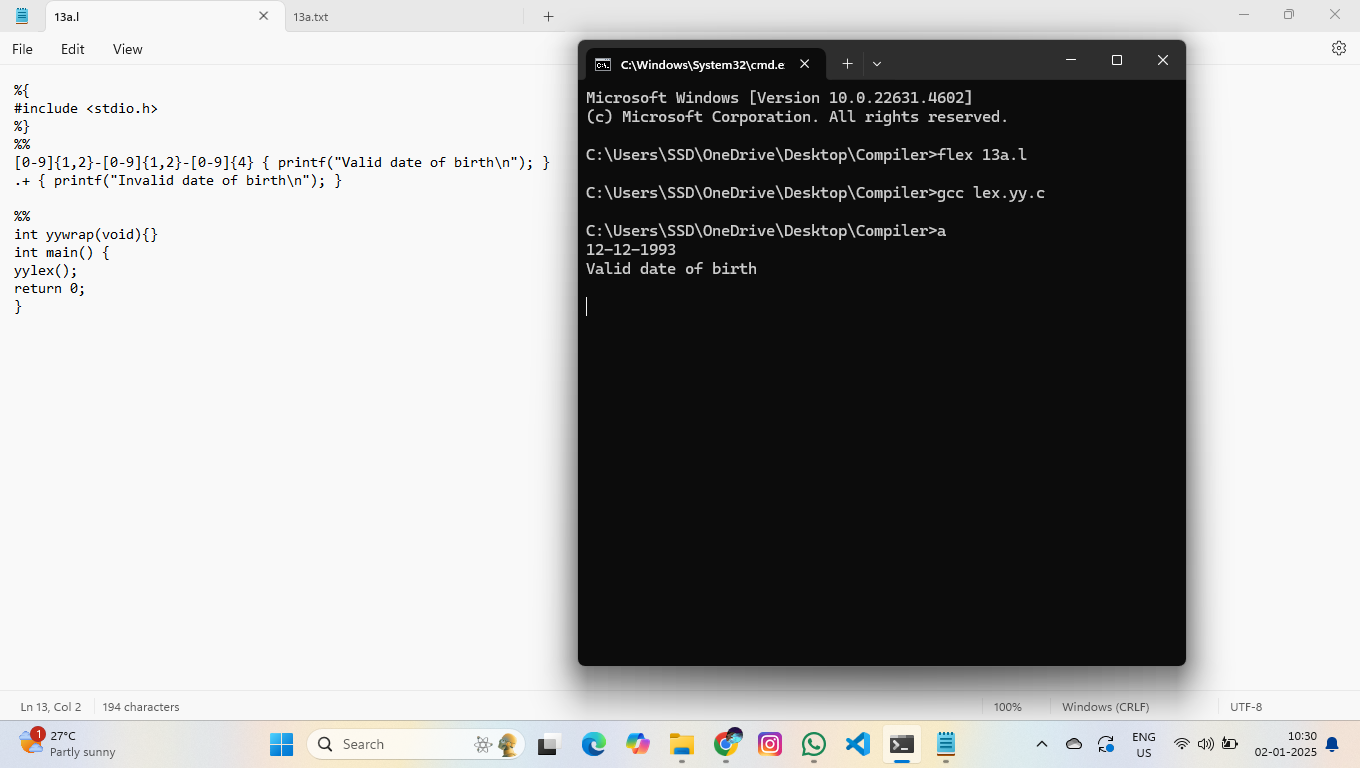 13a.l
13a.txt
File Edit View
%{
#include <stdio.h>
%}
%%
[0-9]{1,2}-[0-9]{1,2}-[0-9]{4} { printf("Valid date of birth\n"); }
.+ { printf("Invalid date of birth\n"); }
%%
int yywrap(void){}
int main() {
yylex();
return 0;
}
C:\Windows\System32\cmd.e
Microsoft Windows [Version 10.0.22631.4602]
(c) Microsoft Corporation. All rights reserved.
C:\Users\SSD\OneDrive\Desktop\Compiler>flex 13a.l
C:\Users\SSD\OneDrive\Desktop\Compiler>gcc lex.yy.c
C:\Users\SSD\OneDrive\Desktop\Compiler>a
12-12-1993
Valid date of birth
Ln 13, Col 2 194 characters 100% Windows (CRLF) UTF-8
1
27°C
Partly sunny
Search
ENG
US
10:30
02-01-2025